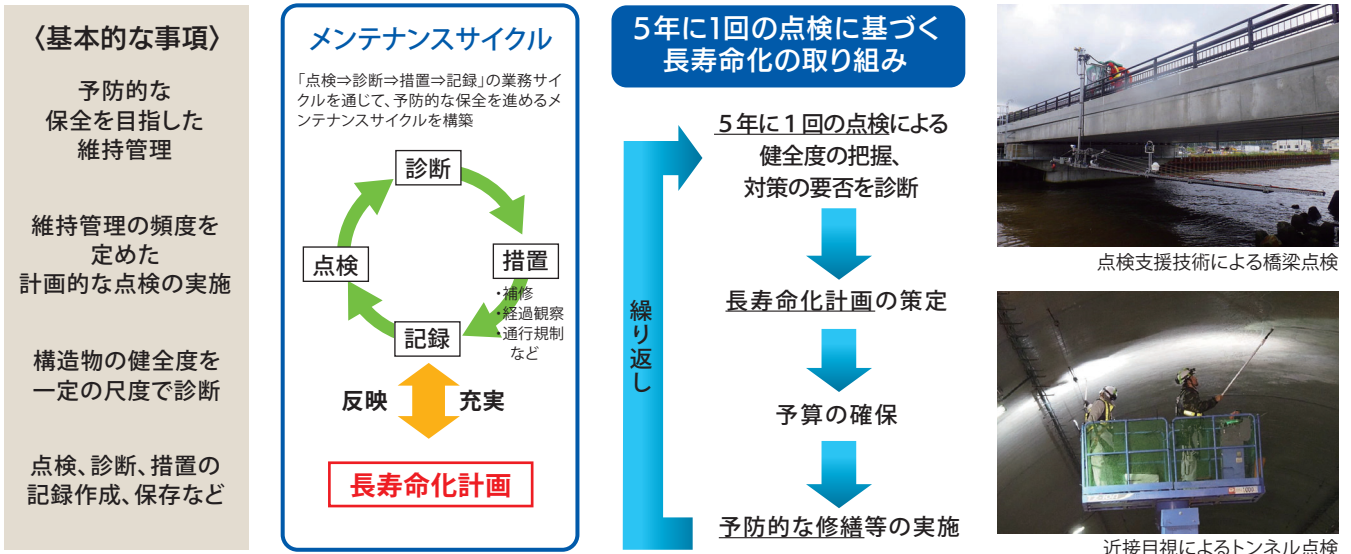 〈基本的な事項〉
予防的な
保全を目指した
維持管理
維持管理の頻度を
定めた
計画的な点検の実施
構造物の健全度を
一定の尺度で診断
点検、診断、措置の
記録作成、保存など
メンテナンスサイクル
「点検⇒診断⇒措置⇒記録」の業務サイ
クルを通じて、予防的な保全を進めるメ
ンテナンスサイクルを構築
診断
点検
措置
・補修
・経過観察
・通行規制
など
記録
反映
充実
長寿命化計画
5年に1回の点検に基づく
長寿命化の取り組み
繰り返し
5年に1回の点検による
健全度の把握、
対策の要否を診断
長寿命化計画の策定
予算の確保
予防的な修繕等の実施
点検支援技術による橋梁点検
近接目視によるトンネル点検